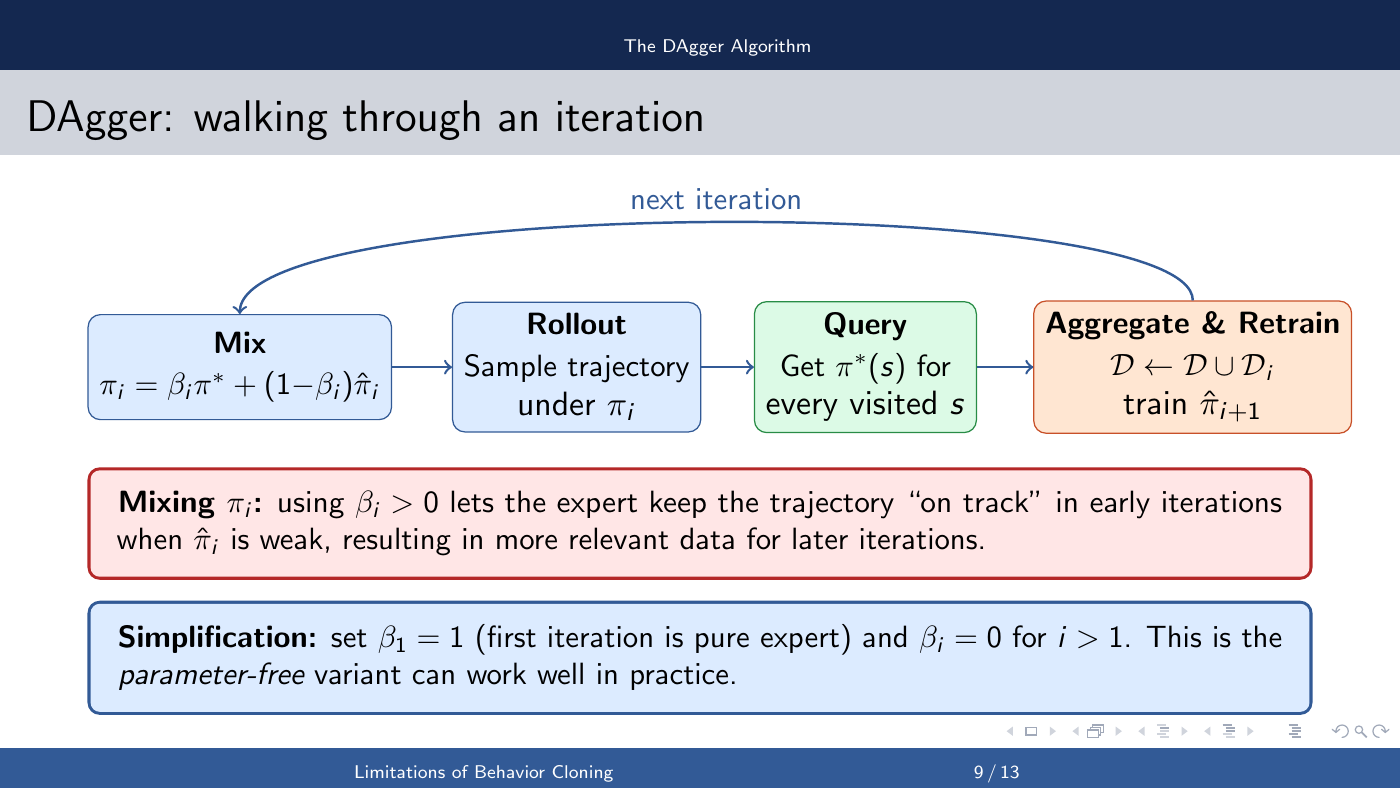 The DAgger Algorithm
DAgger: walking through an iteration
next iteration
Mix
πᵢ = βᵢπ* + (1−βᵢ)π̂ᵢ
Rollout
Sample trajectory
under πᵢ
Query
Get π*(s) for
every visited s
Aggregate & Retrain
𝒟 ← 𝒟 ∪ 𝒟ᵢ
train π̂ᵢ₊₁
Mixing πᵢ: using βᵢ > 0 lets the expert keep the trajectory “on track” in early iterations
when π̂ᵢ is weak, resulting in more relevant data for later iterations.
Simplification: set β₁ = 1 (first iteration is pure expert) and βᵢ = 0 for i > 1. This is the
parameter-free variant can work well in practice.
Limitations of Behavior Cloning
9 / 13